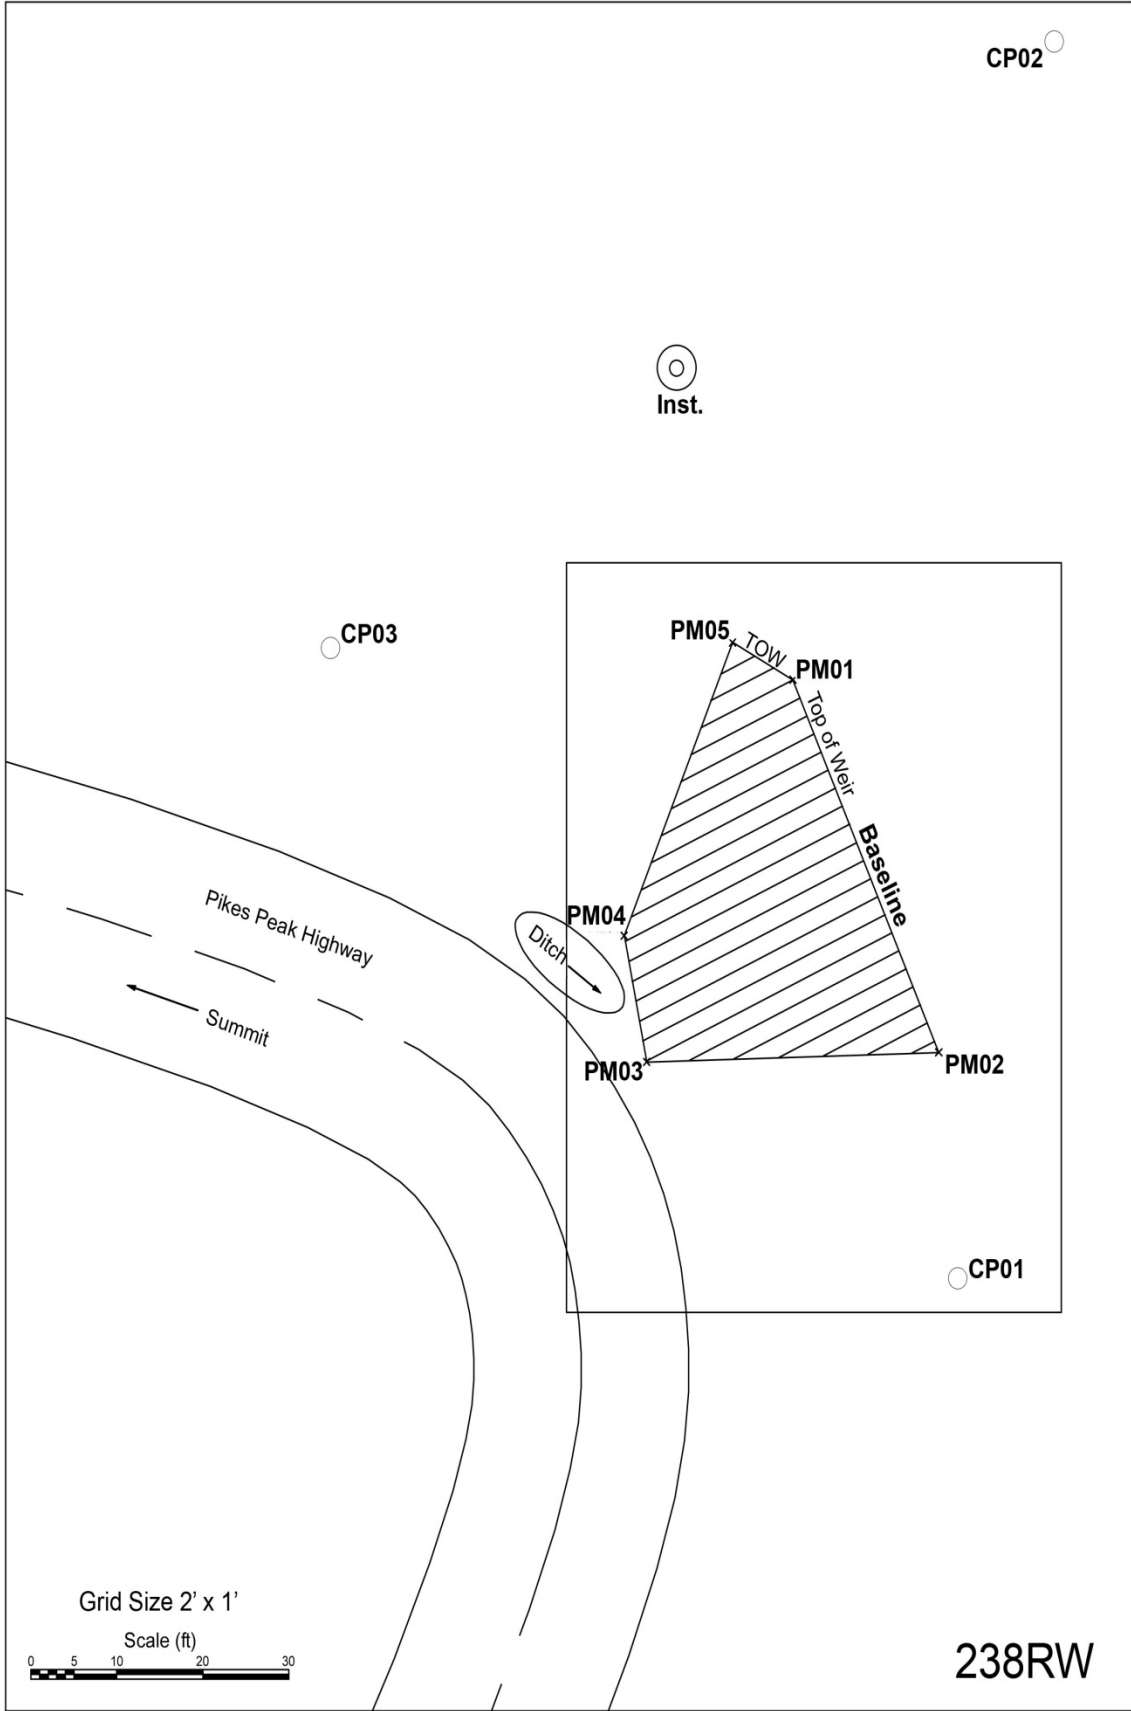 CP02
Inst.
CP03
PM05
TOW
PM01
Top of Weir
Baseline
PM04
Pikes Peak Highway
Ditch
Summit
PM03
PM02
CP01
Grid Size 2’ x 1’
Scale (ft)
0 5 10 20 30
238RW